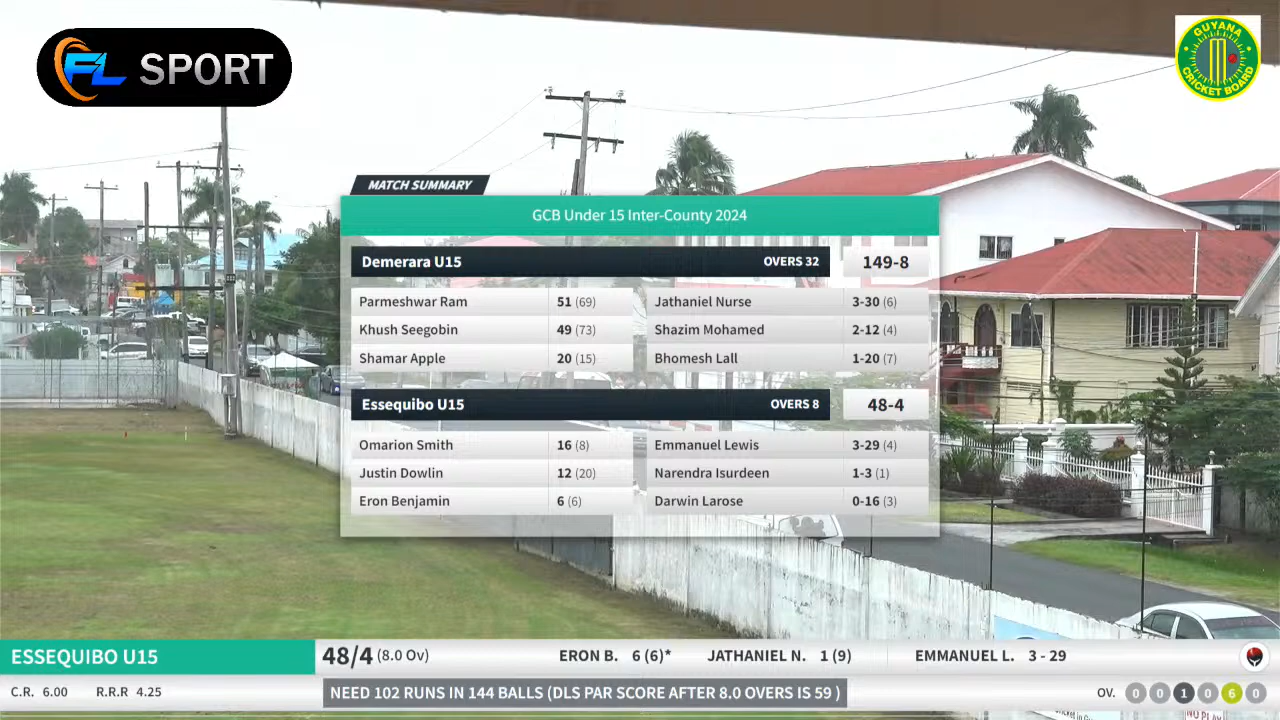 FL SPORT
GUYANA
CRICKET BOARD
MATCH SUMMARY
GCB Under 15 Inter-County 2024
Demerara U15 OVERS 32 149-8
Parmeshwar Ram 51 (69) Jathaniel Nurse 3-30 (6)
Khush Seegobin 49 (73) Shazim Mohamed 2-12 (4)
Shamar Apple 20 (15) Bhomesh Lall 1-20 (7)
Essequibo U15 OVERS 8 48-4
Omarion Smith 16 (8) Emmanuel Lewis 3-29 (4)
Justin Dowlin 12 (20) Narendra Isurdeen 1-3 (1)
Eron Benjamin 6 (6) Darwin Larose 0-16 (3)
ESSEQUIBO U15 48/4 (8.0 Ov) ERON B. 6 (6)* JATHANIEL N. 1 (9) EMMANUEL L. 3 - 29
C.R. 6.00 R.R.R 4.25 NEED 102 RUNS IN 144 BALLS (DLS PAR SCORE AFTER 8.0 OVERS IS 59 ) OV. 0 0 1 0 6 0